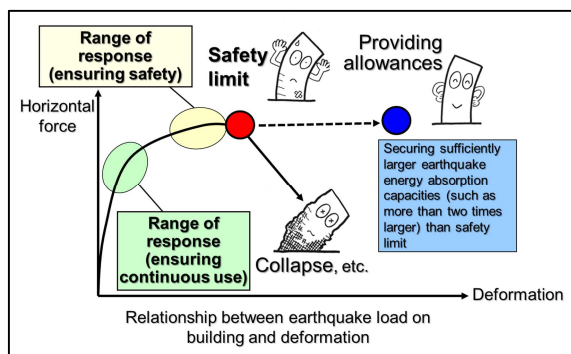 Range of
response
(ensuring safety)
Safety
limit
Providing
allowances
Horizontal
force
Securing sufficiently
larger earthquake
energy absorption
capacities (such as
more than two times
larger) than safety
limit
Range of
response
(ensuring
continuous use)
Collapse, etc.
Deformation
Relationship between earthquake load on
building and deformation